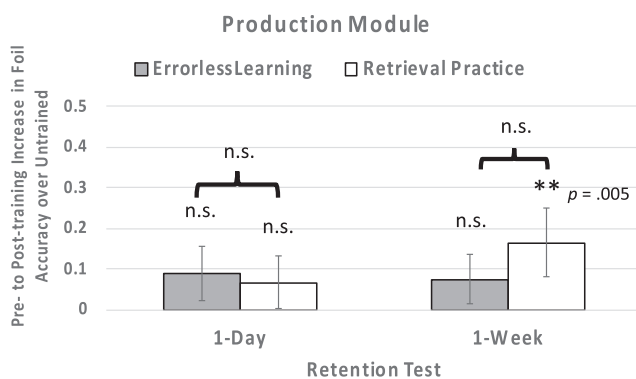 Production Module
ErrorlessLearning
Retrieval Practice
Pre- to Post-training Increase in Foil
Accuracy over Untrained
0.5
0.4
0.3
0.2
0.1
0
n.s.
n.s.
n.s.
n.s.
n.s.
** p = .005
1-Day
1-Week
Retention Test